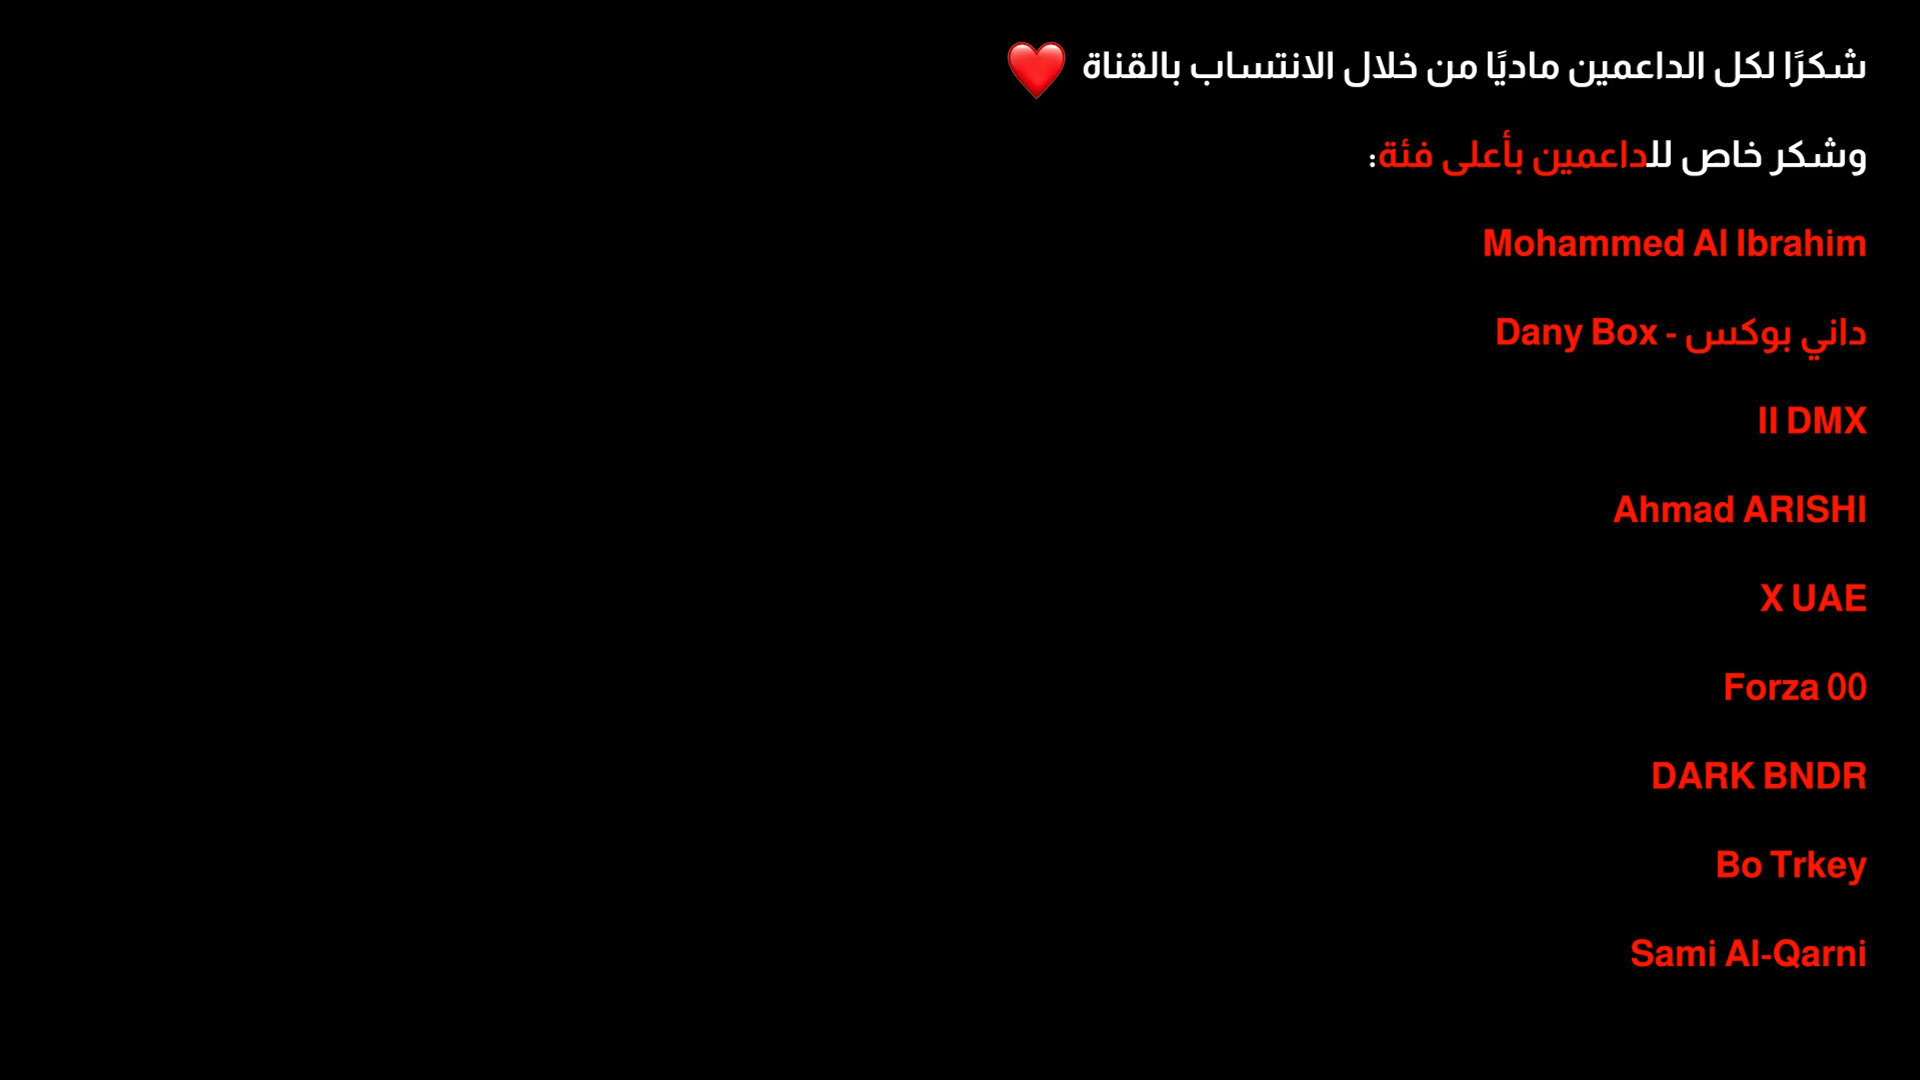 شكرًا لكل الداعمين ماديًا من خلال الانتساب بالقناة ❤️
وشكر خاص للداعمين بأعلى فئة:
Mohammed Al Ibrahim
داني بوكس - Dany Box
II DMX
Ahmad ARISHI
X UAE
Forza 00
DARK BNDR
Bo Trkey
Sami Al-Qarni